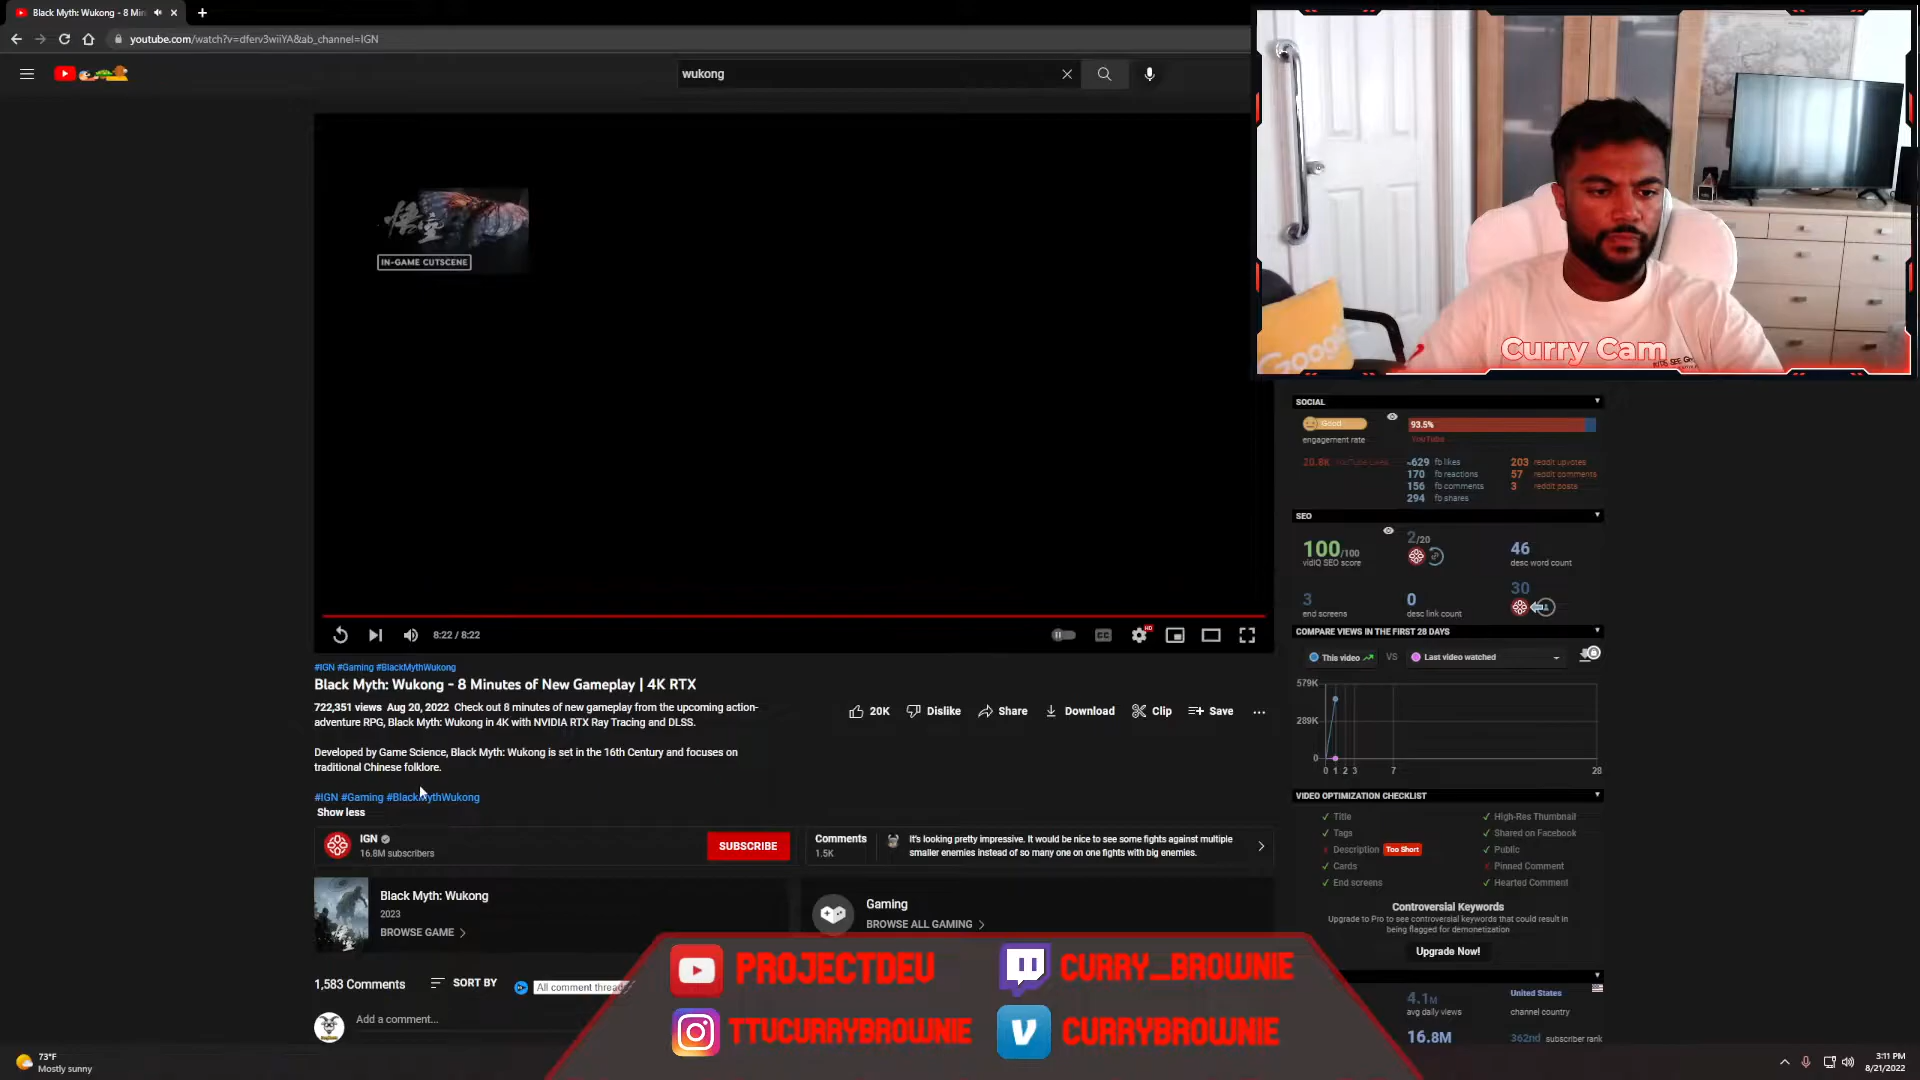 Black Myth: Wukong - 8 Min
youtube.com/watch?v=dferv3wiiYA&ab_channel=IGN
wukong
悟空
IN-GAME CUTSCENE
Google
Curry Cam
8:22 / 8:22
#IGN #Gaming #BlackMythWukong
Black Myth: Wukong - 8 Minutes of New Gameplay | 4K RTX
722,351 views Aug 20, 2022 Check out 8 minutes of new gameplay from the upcoming action-
adventure RPG, Black Myth: Wukong in 4K with NVIDIA RTX Ray Tracing and DLSS.
Developed by Game Science, Black Myth: Wukong is set in the 16th Century and focuses on
traditional Chinese folklore.
#IGN #Gaming #BlackMythWukong
Show less
20K
Dislike
Share
Download
Clip
Save
IGN
16.8M subscribers
SUBSCRIBE
Comments
1.5K
It's looking pretty impressive. It would be nice to see some fights against multiple
smaller enemies instead of so many one on one fights with big enemies.
Black Myth: Wukong
2023
BROWSE GAME
Gaming
BROWSE ALL GAMING
1,583 Comments
SORT BY
All comment threads
Add a comment...
SOCIAL
Good
engagement rate
93.5%
YouTube
20.8K YouTube Likes
629 fb likes
170 fb reactions
156 fb comments
294 fb shares
203 reddit upvotes
57 reddit comments
3 reddit posts
SEO
100/100
vidIQ SEO score
2/20
46
desc word count
3
end screens
0
desc link count
30
COMPARE VIEWS IN THE FIRST 28 DAYS
This video
VS
Last video watched
579K
289K
0
0 1 2 3 7 28
VIDEO OPTIMIZATION CHECKLIST
Title
Tags
Description Too Short
Cards
End screens
High-Res Thumbnail
Shared on Facebook
Public
Pinned Comment
Hearted Comment
Controversial Keywords
Upgrade to Pro to see controversial keywords that could result in
being flagged for demonetization
Upgrade Now!
4.1M
avg daily views
United States
channel country
16.8M
362nd subscriber rank
PROJECTDEV
CURRY_BROWNIE
TTUCURRYBROWNIE
CURRYBROWNIE
73°F
Mostly sunny
3:11 PM
8/21/2022